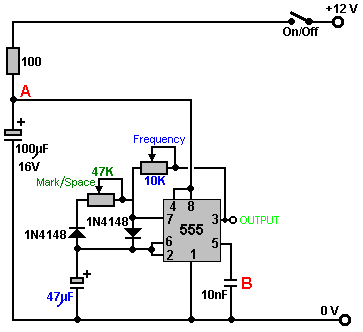 +12 V
On/Off
100
A
+
100µF
16V
Frequency
10K
47K
Mark/Space
4 8
1N4148
7
555
3
OUTPUT
1N4148
6
5
2
1
+
47µF
B
10nF
0 V